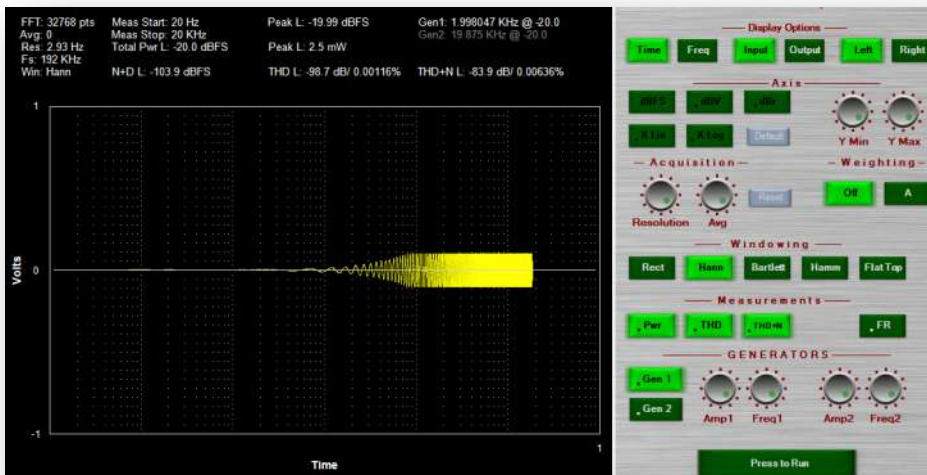 FFT: 32768 pts
Avg: 0
Res: 2.93 Hz
Fs: 192 KHz
Win: Hann
Meas Start: 20 Hz
Meas Stop: 20 KHz
Total Pwr L: -20.0 dBFS
N+D L: -103.9 dBFS
Peak L: -19.99 dBFS
Peak L: 2.5 mW
THD L: -98.7 dB/ 0.00116%
Gen1: 1.998047 KHz @ -20.0
Gen2: 19.875 KHz @ -20.0
THD+N L: -83.9 dB/ 0.00636%
1
Volts
0
-1
1
Time
Display Options
Time Freq Input Output Left Right
Axis
dBFS dBV dBr
X Lin X Log Default
Y Min Y Max
Acquisition
Weighting
Reset Off A
Resolution Avg
Windowing
Rect Hann Bartlett Hamm FlatTop
Measurements
Pwr THD THD+N FR
GENERATORS
Gen 1
Gen 2
Amp1 Freq1 Amp2 Freq2
Press to Run